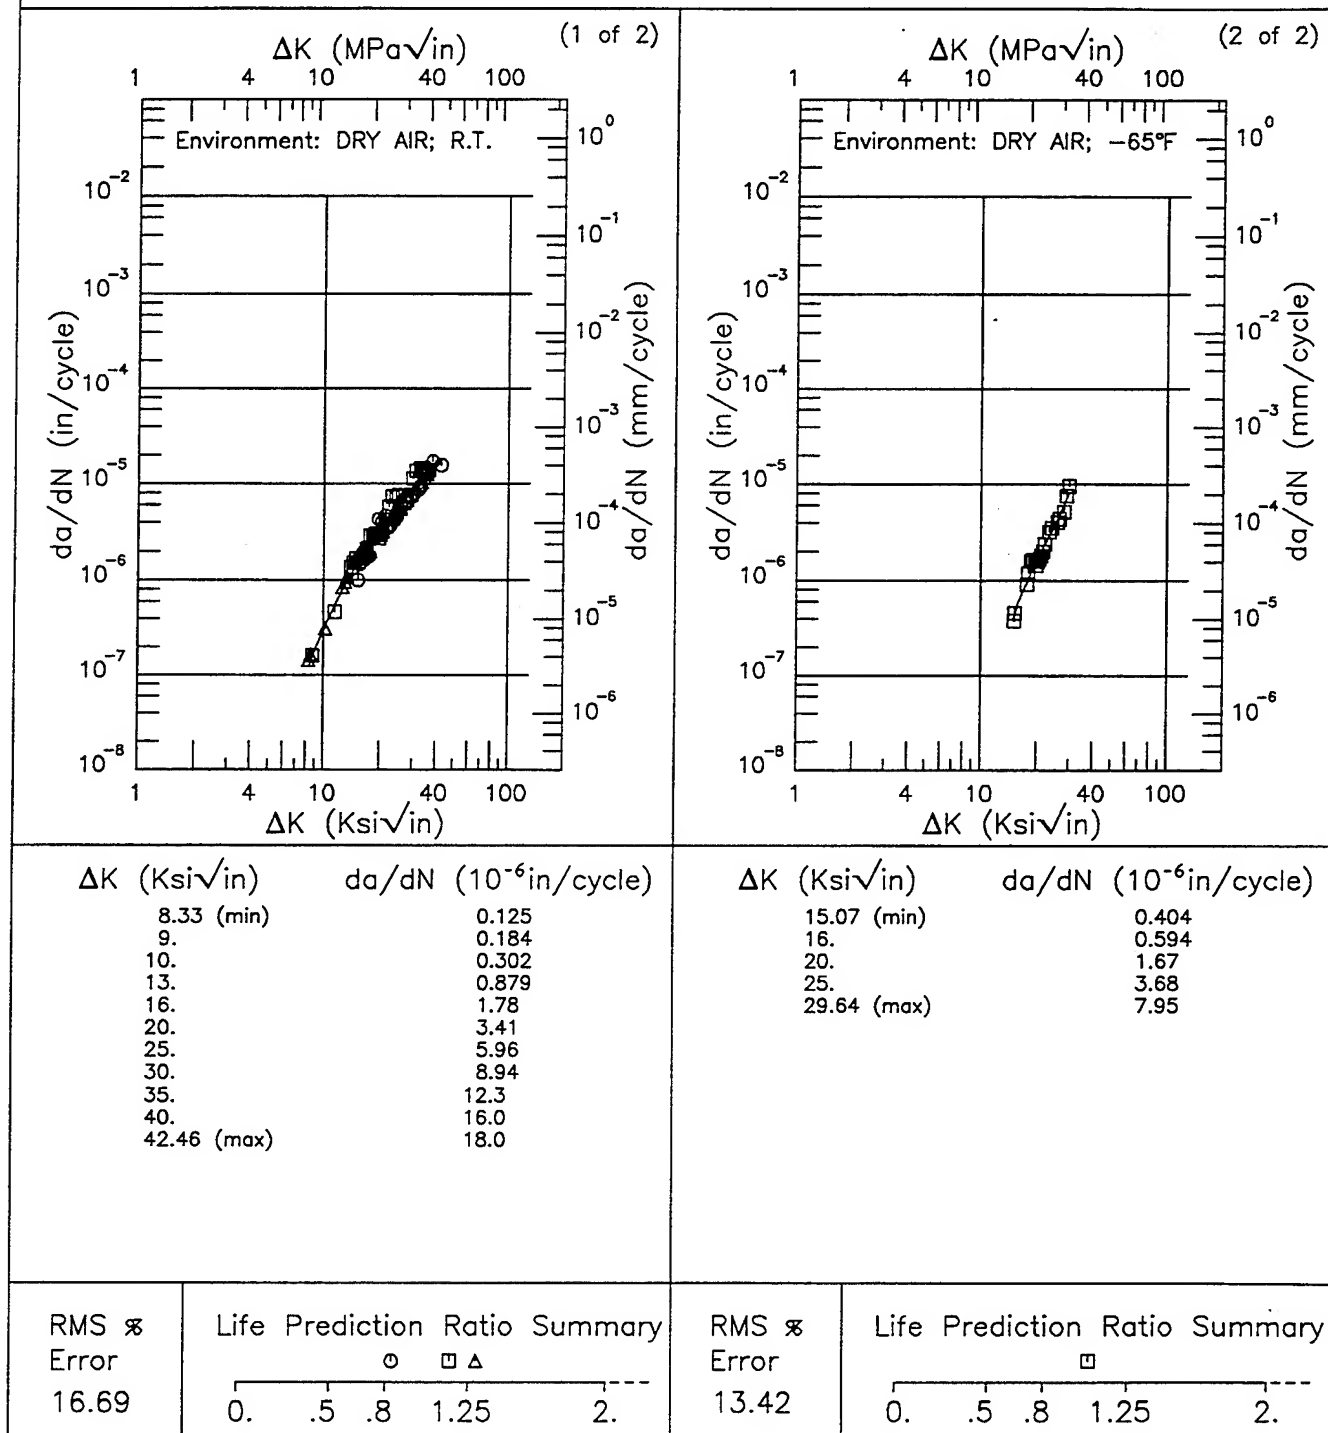 (1 of 2)
ΔK (MPa√in)
1 4 10 40 100
Environment: DRY AIR; R.T.
da/dN (in/cycle)
10⁻²
10⁻³
10⁻⁴
10⁻⁵
10⁻⁶
10⁻⁷
10⁻⁸
10⁰
10⁻¹
10⁻²
10⁻³
10⁻⁴
10⁻⁵
10⁻⁶
da/dN (mm/cycle)
1 4 10 40 100
ΔK (Ksi√in)
ΔK (Ksi√in) da/dN (10⁻⁶in/cycle)
8.33 (min) 0.125
9. 0.184
10. 0.302
13. 0.879
16. 1.78
20. 3.41
25. 5.96
30. 8.94
35. 12.3
40. 16.0
42.46 (max) 18.0
RMS %
Error
16.69
Life Prediction Ratio Summary
0. .5 .8 1.25 2.
(2 of 2)
ΔK (MPa√in)
1 4 10 40 100
Environment: DRY AIR; −65°F
da/dN (in/cycle)
10⁻²
10⁻³
10⁻⁴
10⁻⁵
10⁻⁶
10⁻⁷
10⁻⁸
10⁰
10⁻¹
10⁻²
10⁻³
10⁻⁴
10⁻⁵
10⁻⁶
da/dN (mm/cycle)
1 4 10 40 100
ΔK (Ksi√in)
ΔK (Ksi√in) da/dN (10⁻⁶in/cycle)
15.07 (min) 0.404
16. 0.594
20. 1.67
25. 3.68
29.64 (max) 7.95
RMS %
Error
13.42
Life Prediction Ratio Summary
0. .5 .8 1.25 2.